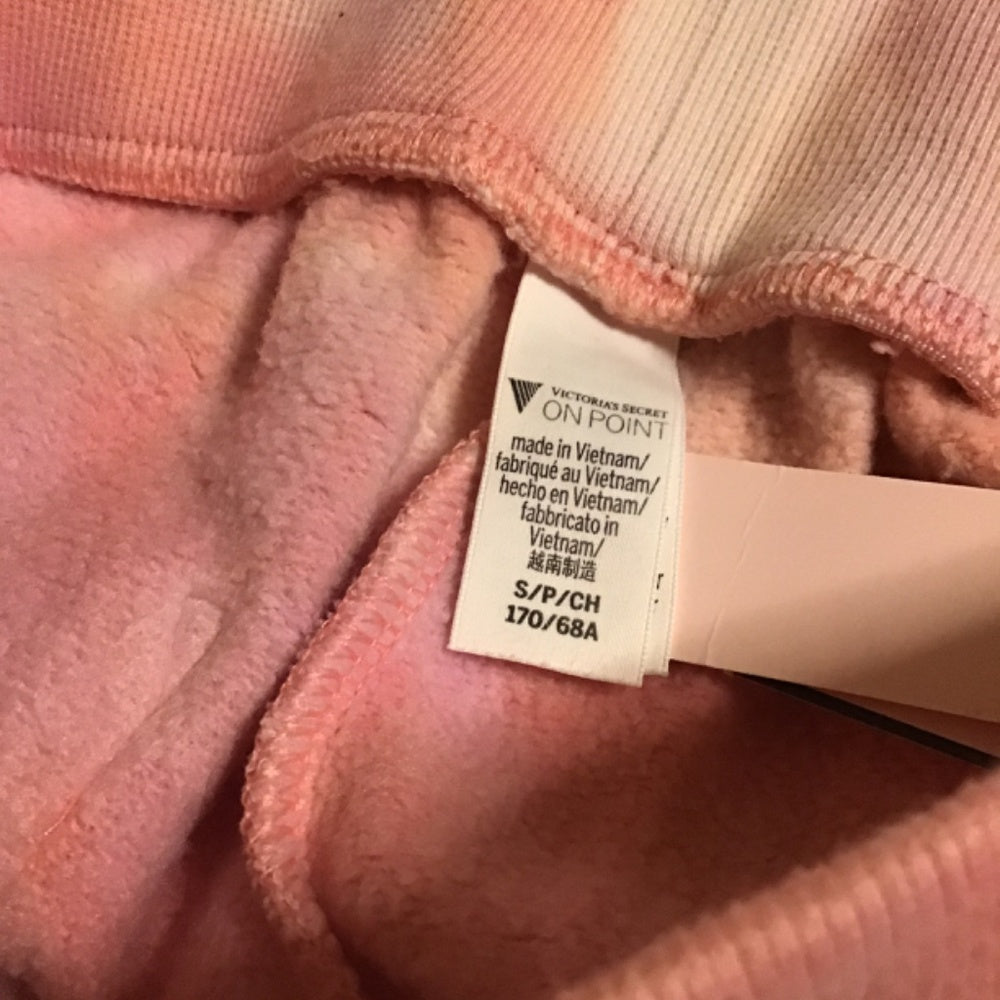 VICTORIA'S SECRET
ON POINT
made in Vietnam/
fabriqué au Vietnam/
hecho en Vietnam/
fabbricato in
Vietnam/
越南制造
S/P/CH
170/68A
r